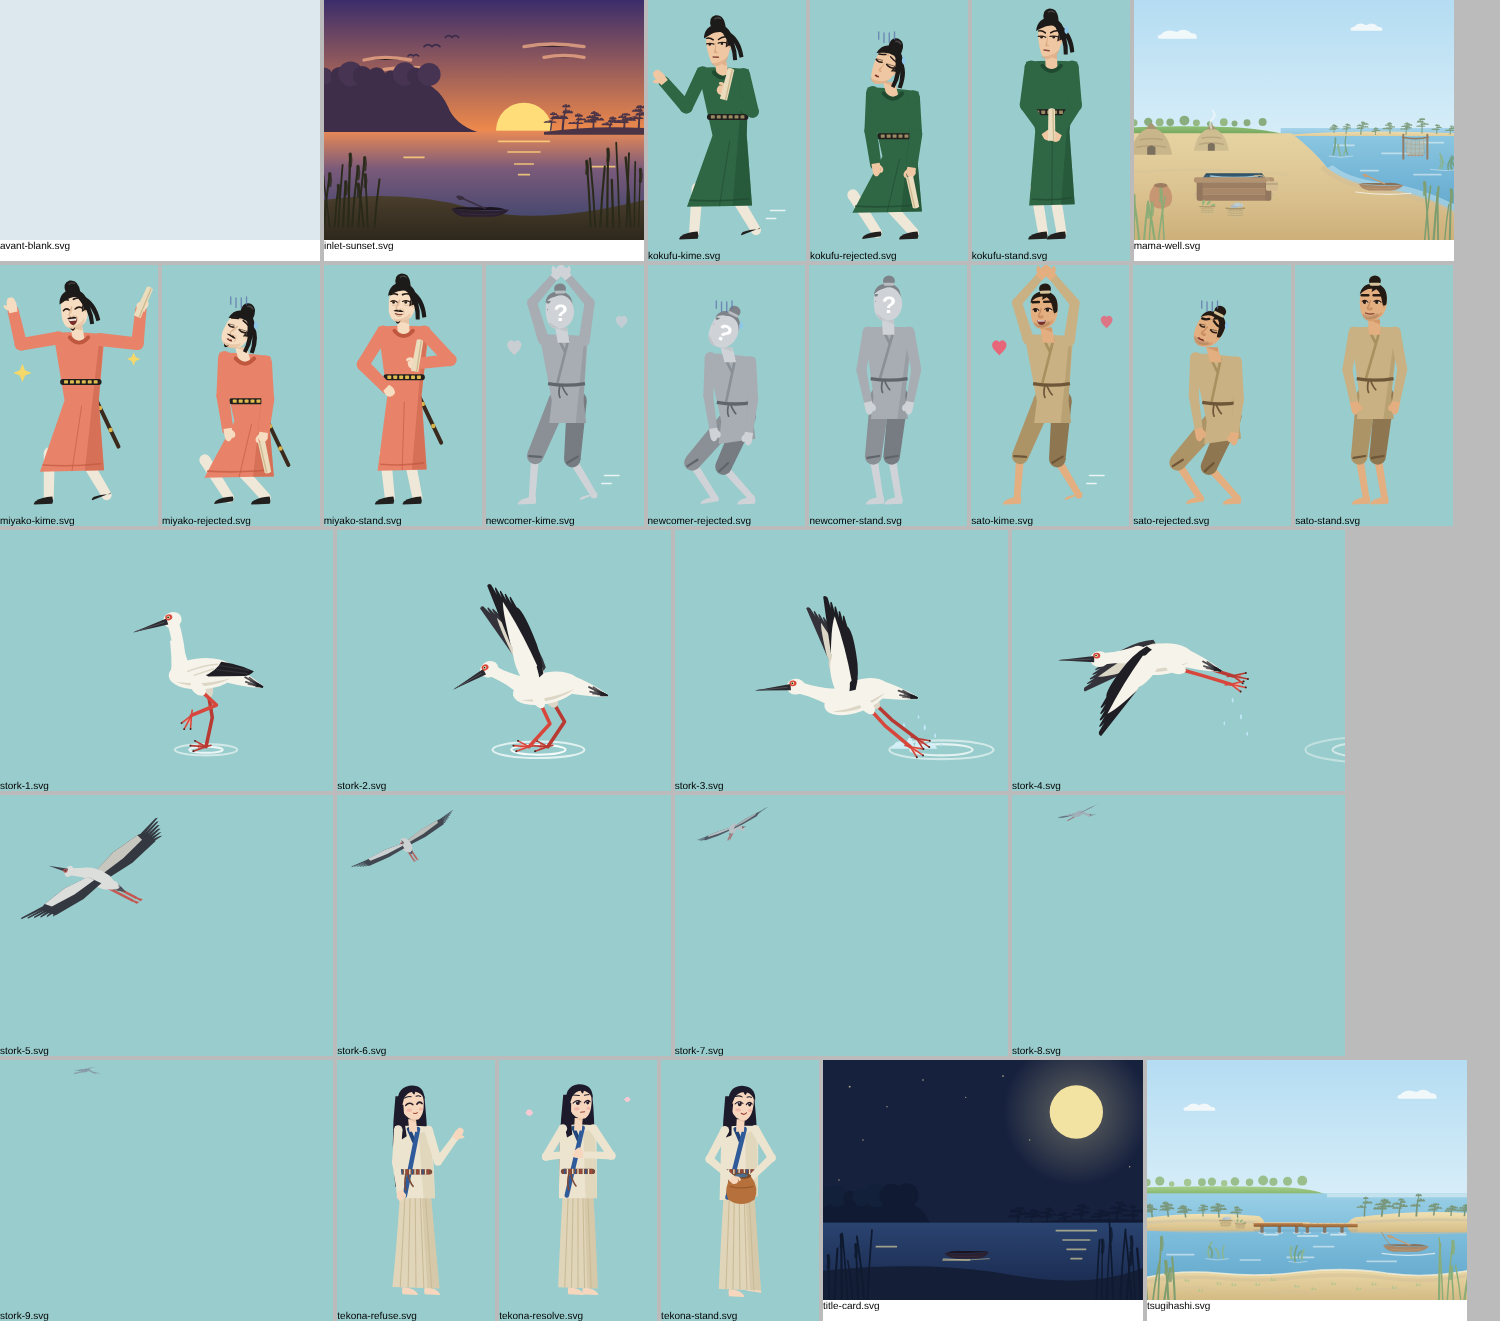 avant-blank.svg
inlet-sunset.svg
kokufu-kime.svg
kokufu-rejected.svg
kokufu-stand.svg
mama-well.svg
?
?
?
miyako-kime.svg
miyako-rejected.svg
miyako-stand.svg
newcomer-kime.svg
newcomer-rejected.svg
newcomer-stand.svg
sato-kime.svg
sato-rejected.svg
sato-stand.svg
stork-1.svg
stork-2.svg
stork-3.svg
stork-4.svg
stork-5.svg
stork-6.svg
stork-7.svg
stork-8.svg
stork-9.svg
tekona-refuse.svg
tekona-resolve.svg
tekona-stand.svg
title-card.svg
tsugihashi.svg